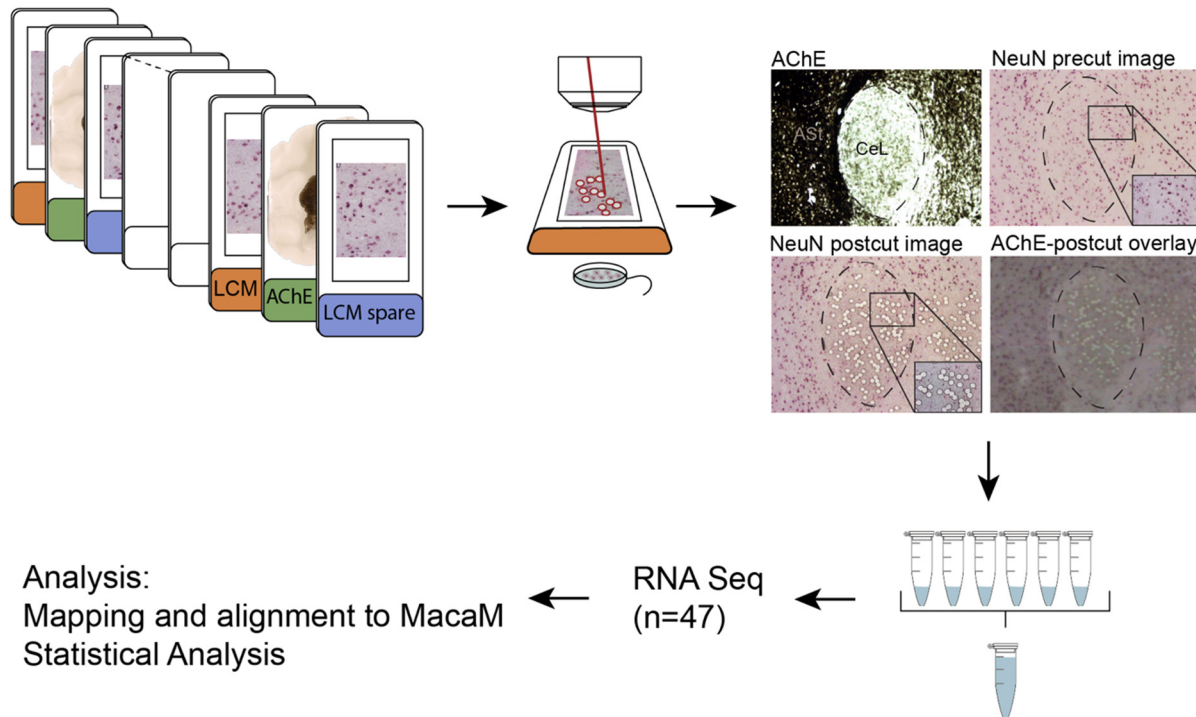 LCM
AChE
LCM spare
AChE
ASt
CeL
NeuN precut image
NeuN postcut image
AChE-postcut overlay
RNA Seq
(n=47)
Analysis:
Mapping and alignment to MacaM
Statistical Analysis